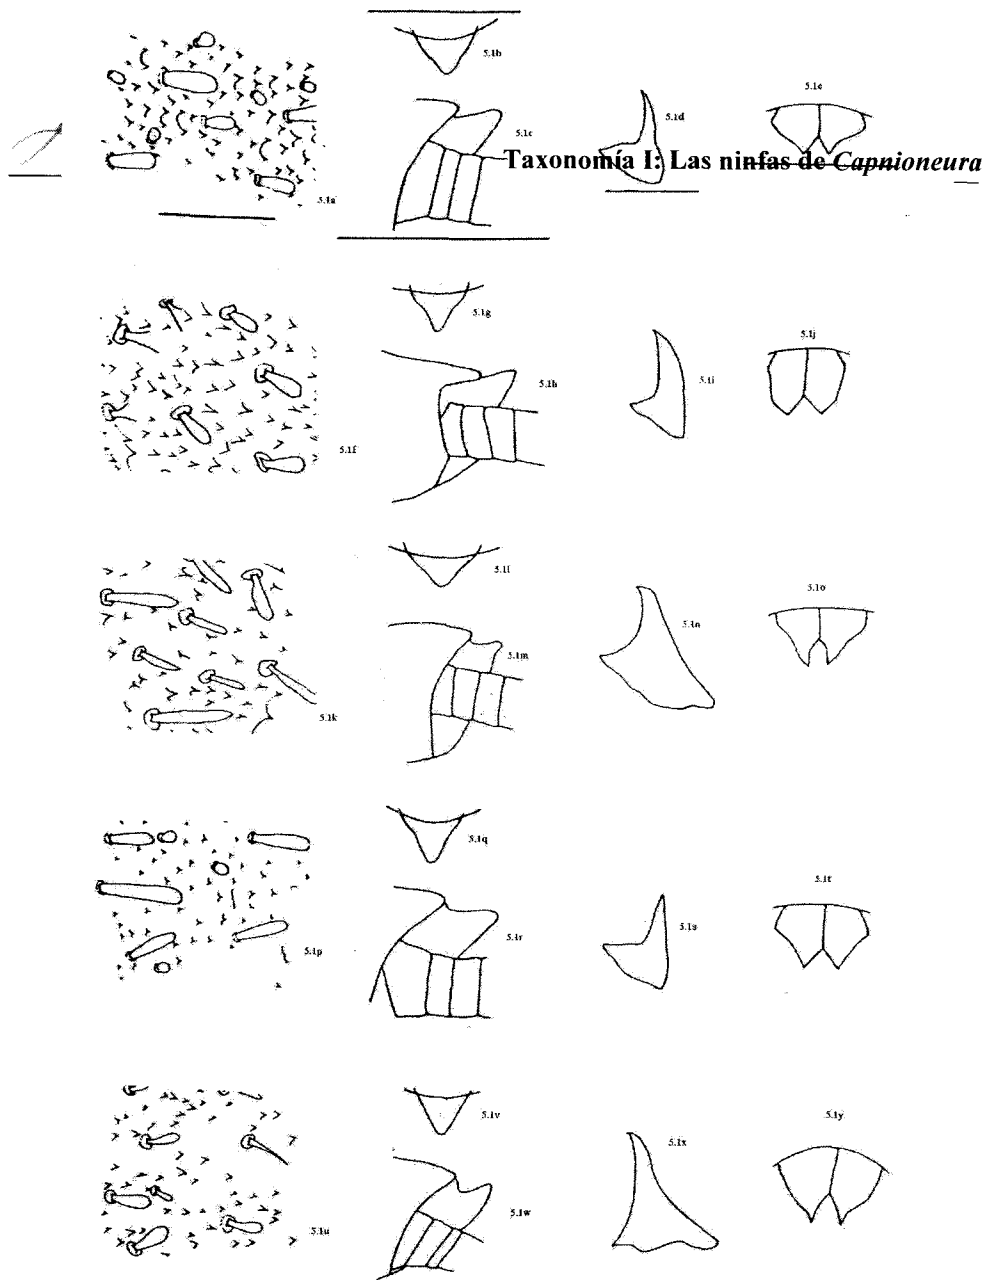 5.1b
5.1e
5.1d
5.1c
Taxonomía I: Las ninfas de Capnioneura
5.1a
5.1g
5.1j
5.1h
5.1i
5.1f
5.1l
5.1o
5.1n
5.1m
5.1k
5.1q
5.1t
5.1s
5.1r
5.1p
5.1v
5.1y
5.1x
5.1w
5.1u